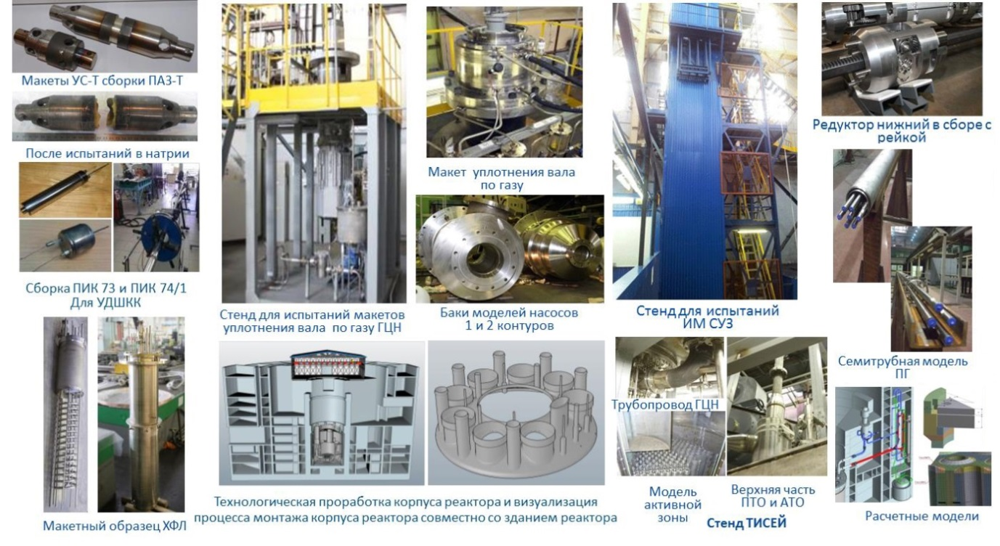 Макеты УС-Т сборки ПАЗ-Т
После испытаний в натрии
Сборка ПИК 73 и ПИК 74/1
Для УДШКК
Макетный образец ХФЛ
Стенд для испытаний макетов
уплотнения вала по газу ГЦН
Макет уплотнения вала
по газу
Баки моделей насосов
1 и 2 контуров
Технологическая проработка корпуса реактора и визуализация
процесса монтажа корпуса реактора совместно со зданием реактора
Стенд для испытаний
ИМ СУЗ
Трубопровод ГЦН
Модель
активной
зоны
Верхняя часть
ПТО и АТО
Стенд ТИСЕЙ
Редуктор нижний в сборе с
рейкой
Семитрубная модель
ПГ
Расчетные модели